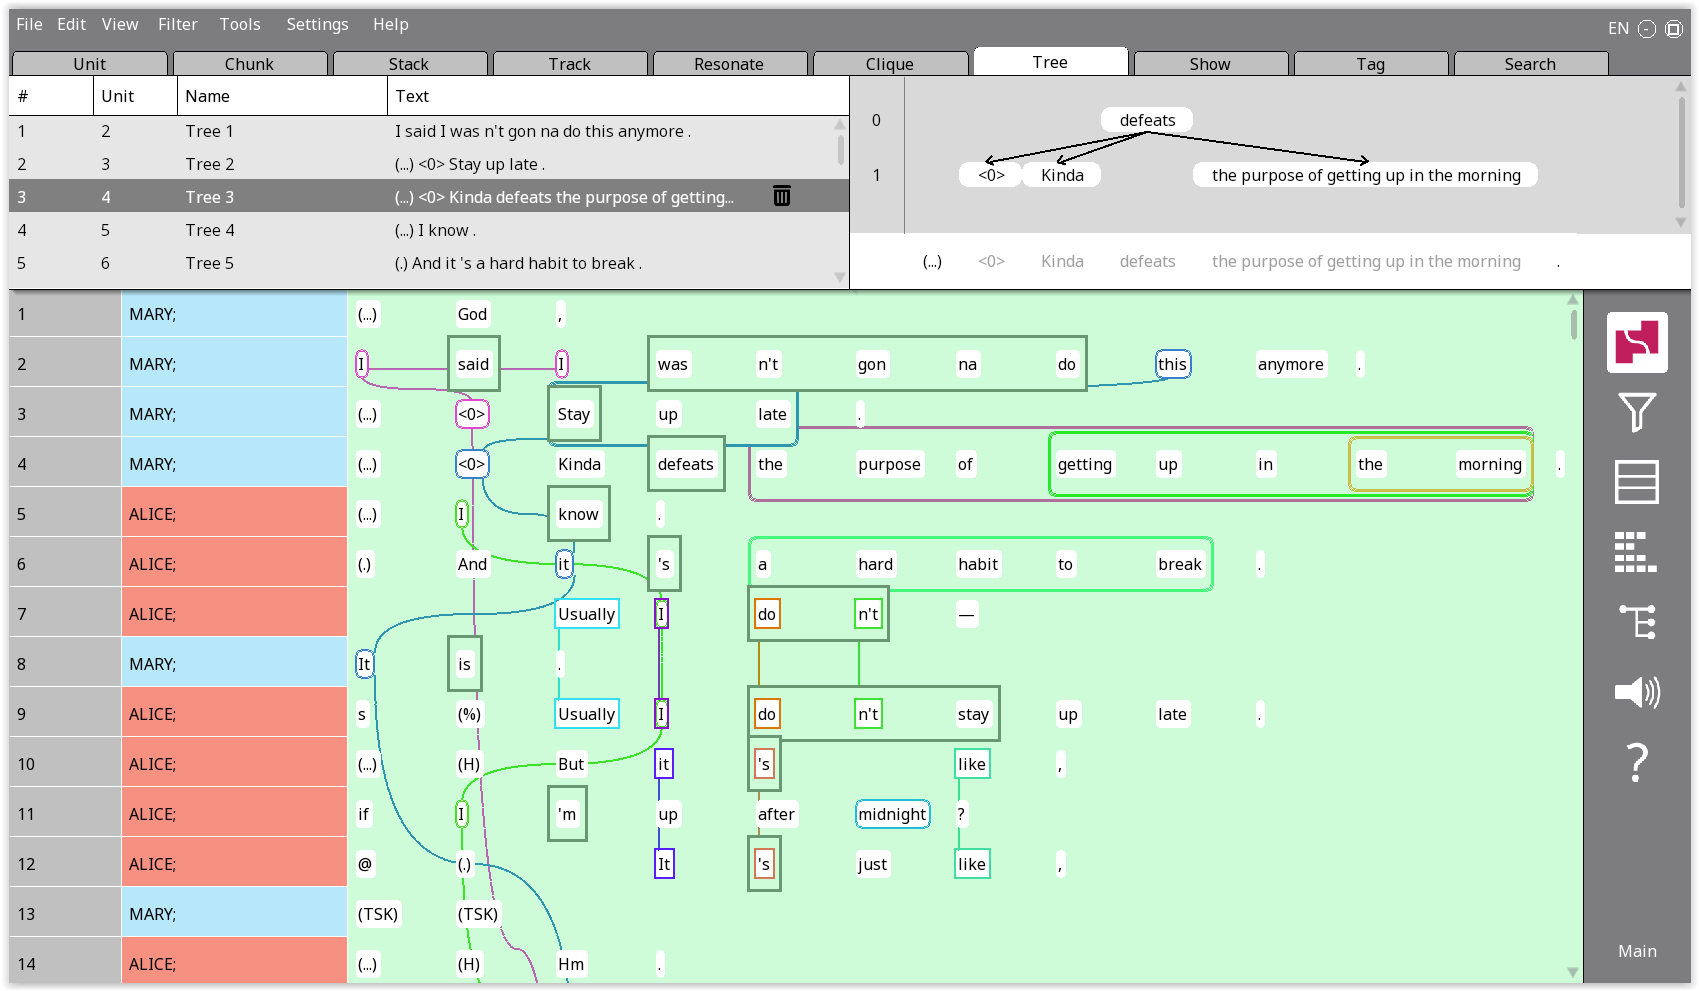 File Edit View Filter Tools Settings Help EN
Unit Chunk Stack Track Resonate Clique Tree Show Tag Search
# Unit Name Text
1 2 Tree 1 I said I was n't gon na do this anymore .
2 3 Tree 2 (...) <0> Stay up late .
3 4 Tree 3 (...) <0> Kinda defeats the purpose of getting...
4 5 Tree 4 (...) I know .
5 6 Tree 5 (.) And it 's a hard habit to break .
0 defeats
1 <0> Kinda the purpose of getting up in the morning
(...) <0> Kinda defeats the purpose of getting up in the morning .
1 MARY; (...) God ,
2 MARY; I said I was n't gon na do this anymore .
3 MARY; (...) <0> Stay up late .
4 MARY; (...) <0> Kinda defeats the purpose of getting up in the morning .
5 ALICE; (...) I know .
6 ALICE; (.) And it 's a hard habit to break .
7 ALICE; Usually I do n't —
8 MARY; It is .
9 ALICE; s (%) Usually I do n't stay up late .
10 ALICE; (...) (H) But it 's like ,
11 ALICE; if I 'm up after midnight ?
12 ALICE; @ (.) It 's just like ,
13 MARY; (TSK) (TSK)
14 ALICE; (...) (H) Hm .
?
Main